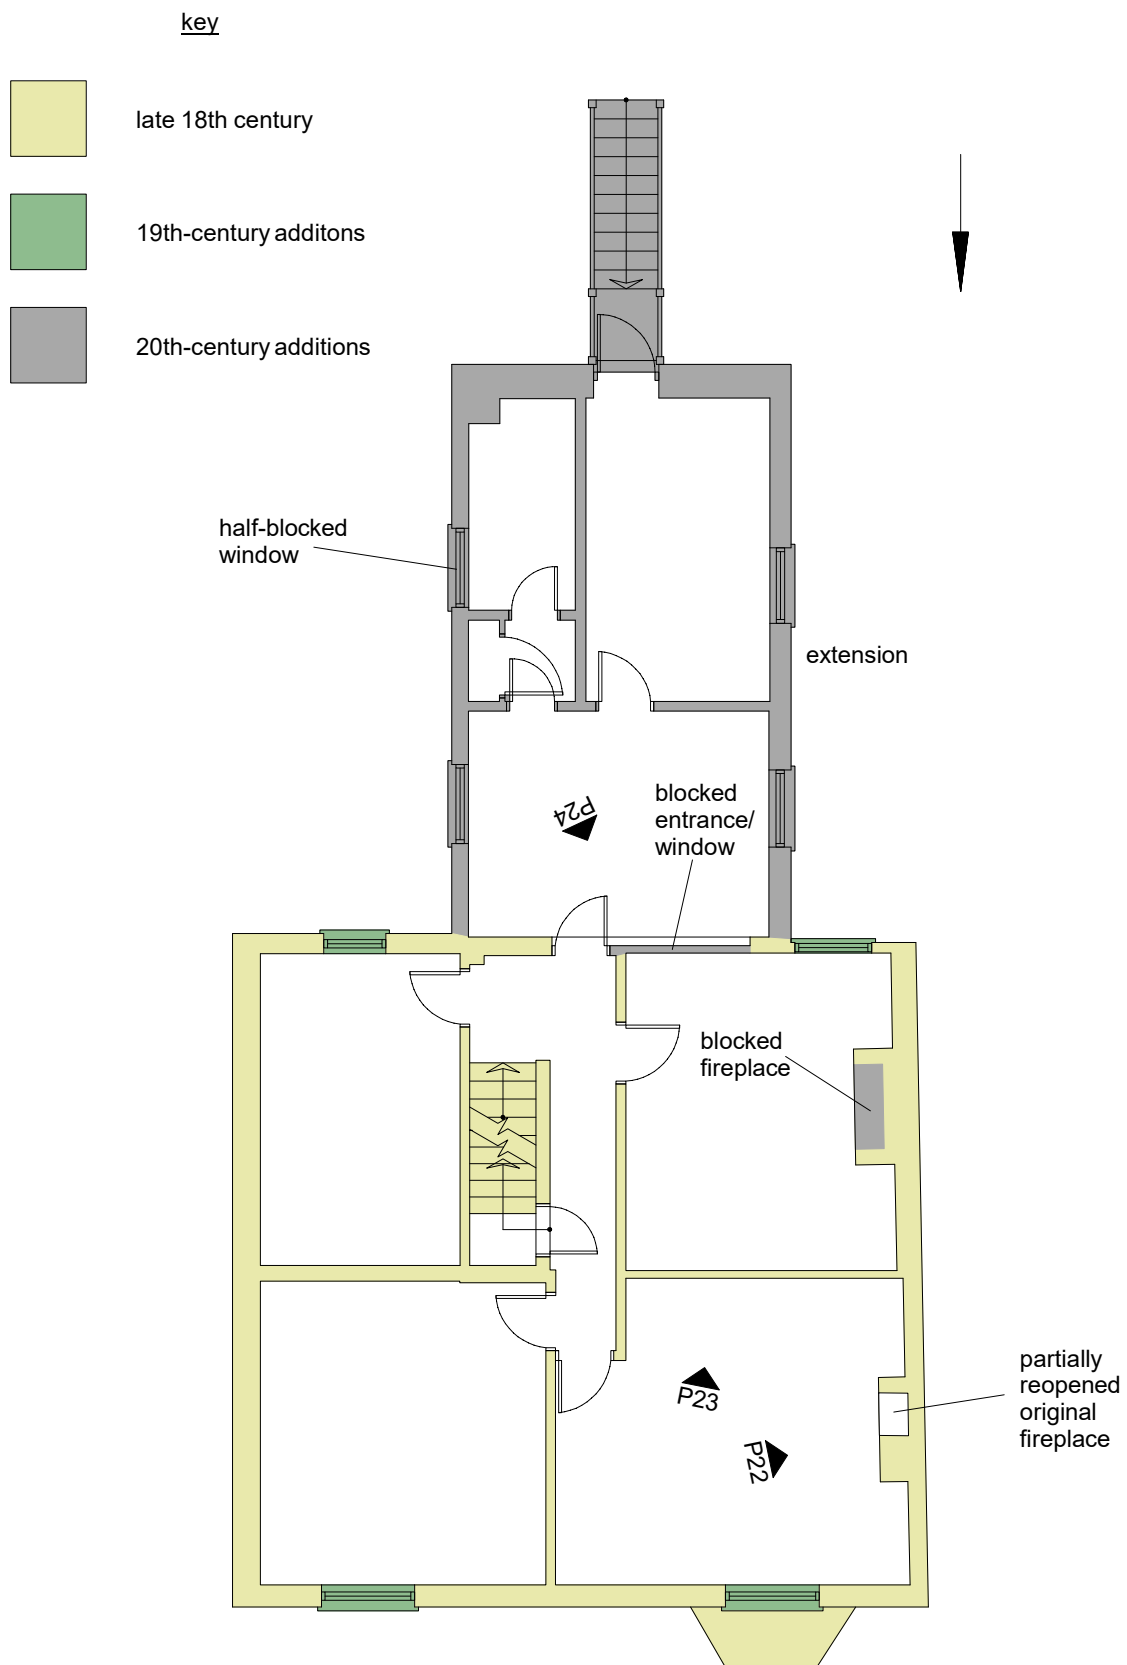 key
late 18th century
19th-century additons
20th-century additions
half-blocked
window
extension
P24
blocked
entrance/
window
blocked
fireplace
partially
reopened
original
fireplace
P23
P22